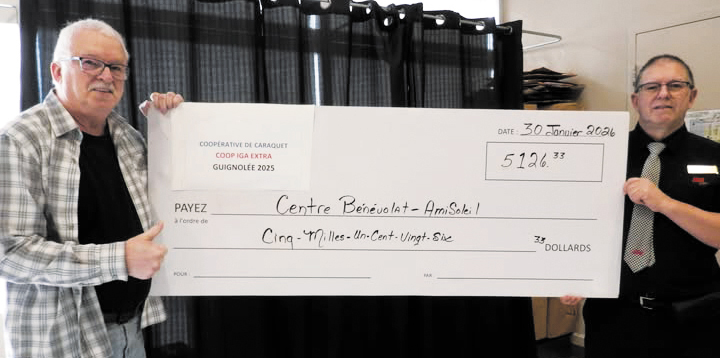 COOPÉRATIVE DE CARAQUET
COOP IGA EXTRA
GUIGNOLÉE 2025
DATE : 30 Janvier 2026
5126.33
PAYEZ Centre Bénévolat-AmiSoleil
à l'ordre de
Cinq-Milles-Un-Cent-Vingt-Six 33 DOLLARDS
POUR :
PAR :